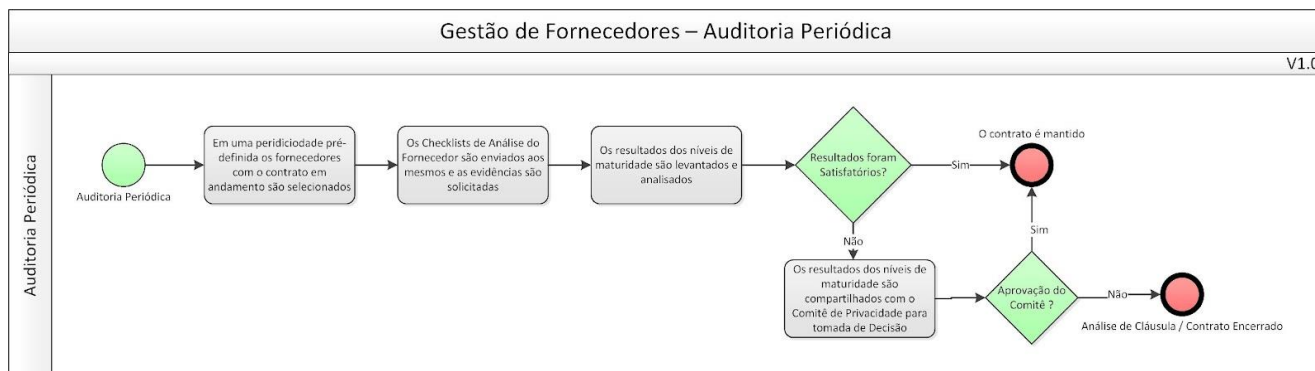 Gestão de Fornecedores – Auditoria Periódica
V1.0
Auditoria Periódica
Auditoria Periódica
Em uma peridiciodade pré-
definida os fornecedores
com o contrato em
andamento são selecionados
Os Checklists de Análise do
Fornecedor são enviados aos
mesmos e as evidências são
solicitadas
Os resultados dos níveis de
maturidade são levantados e
analisados
Resultados foram
Satisfatórios?
Sim
O contrato é mantido
Não
Os resultados dos níveis de
maturidade são
compartilhados com o
Comitê de Privacidade para
tomada de Decisão
Aprovação do
Comitê ?
Sim
Não
Análise de Cláusula / Contrato Encerrado